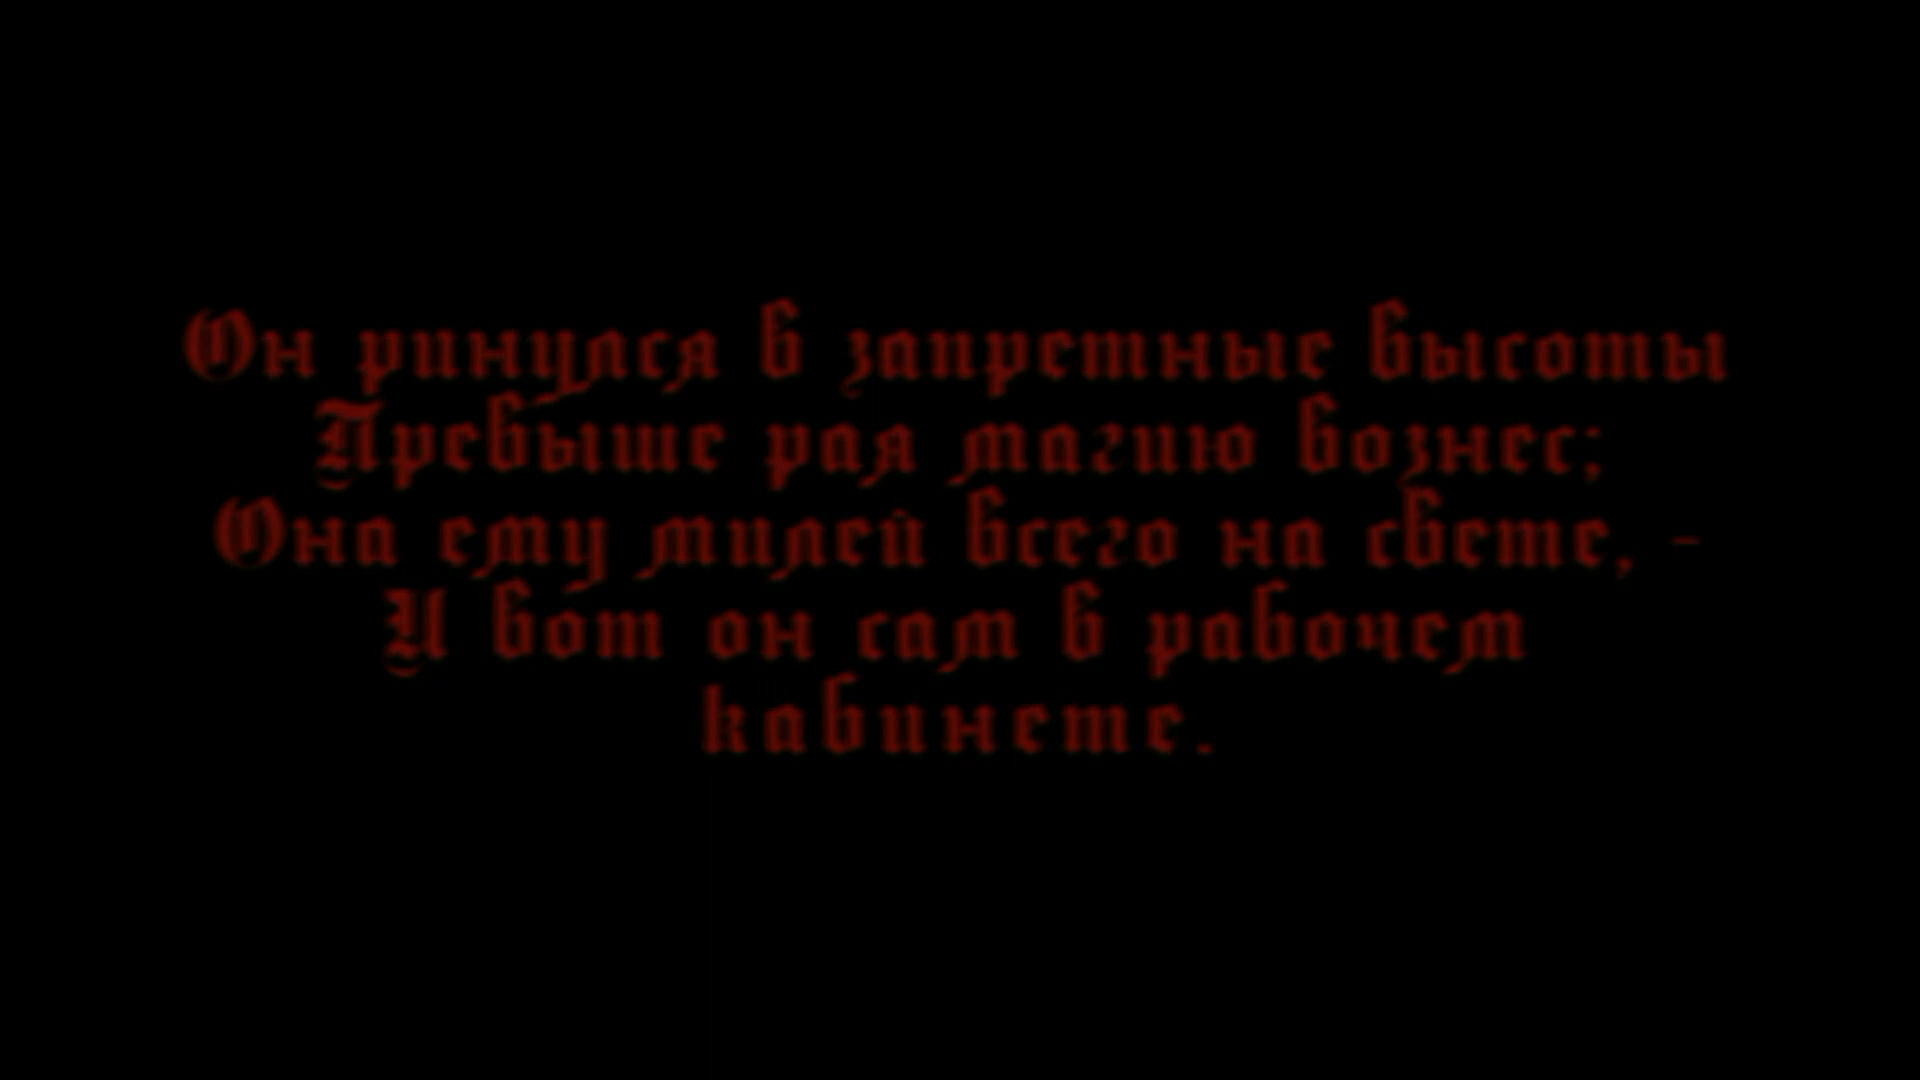 Он ринулся в запретные высоты
Превыше рая магию вознес;
Она ему милей всего на свете, -
И вот он сам в рабочем
кабинете.